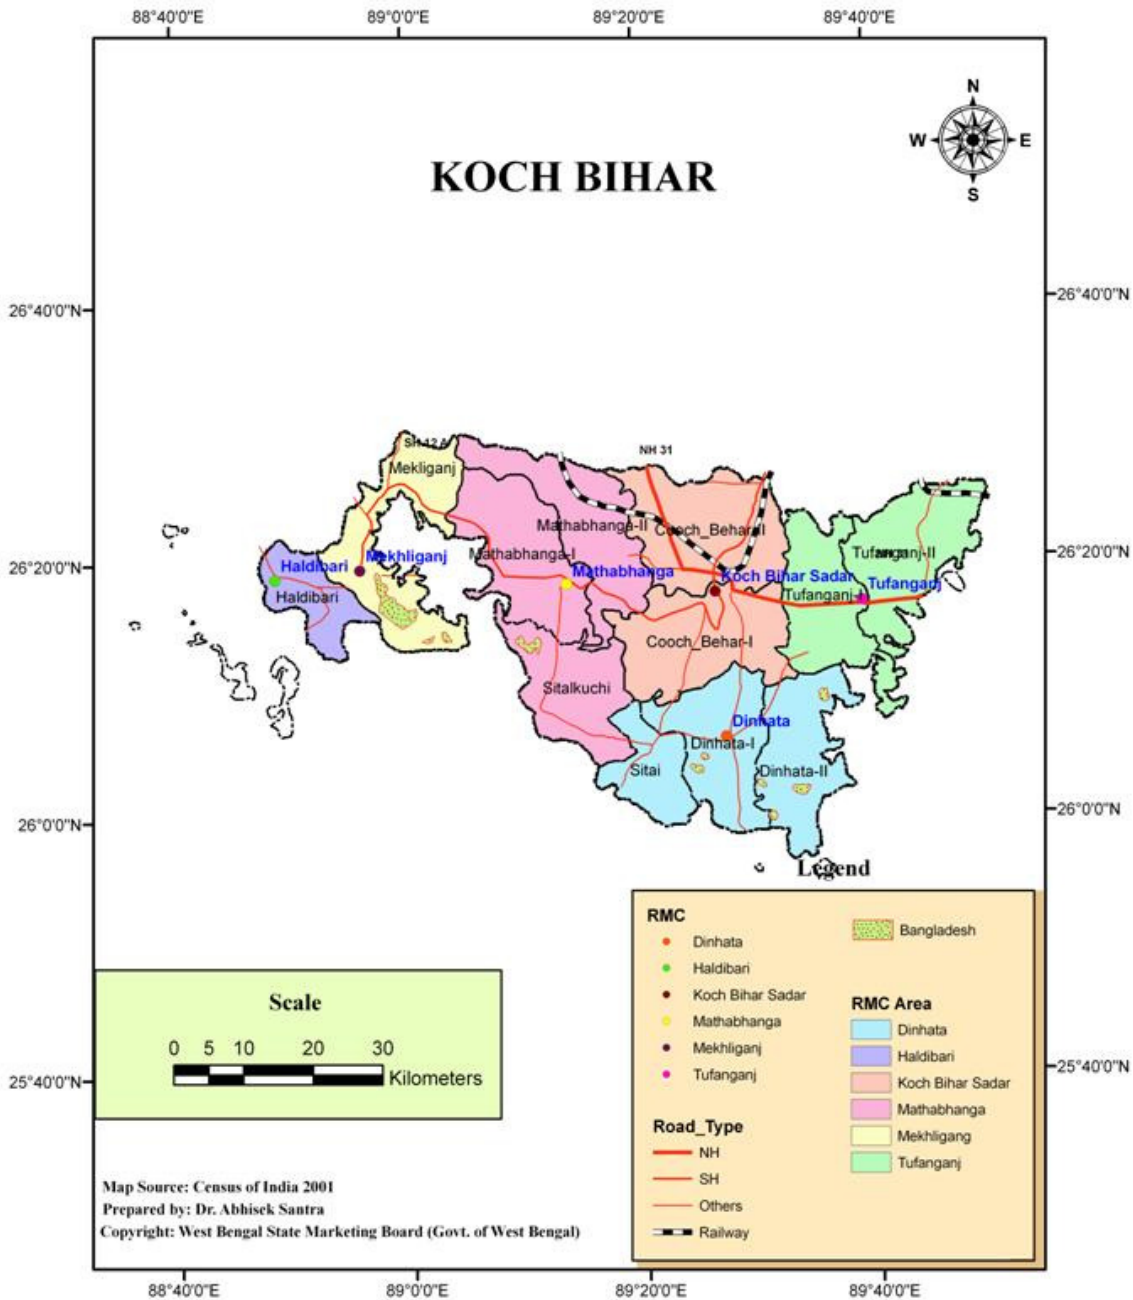 88°40'0"E 89°0'0"E 89°20'0"E 89°40'0"E
N
W E
S
KOCH BIHAR
26°40'0"N 26°40'0"N
NH 31
SH 12 A
Mekliganj
Mathabhanga-II Cooch_Behar-II
Mathabhanga-I Tufanganj-II
26°20'0"N 26°20'0"N
Haldibari Mekhliganj Mathabhanga Koch Bihar Sadar Tufanganj
Haldibari Tufanganj-I
Cooch_Behar-I
Sitalkuchi
Dinhata
Dinhata-I
Sitai Dinhata-II
26°0'0"N 26°0'0"N
Legend
RMC
Dinhata
Haldibari
Koch Bihar Sadar
Mathabhanga
Mekhliganj
Tufanganj
Bangladesh
RMC Area
Dinhata
Haldibari
Koch Bihar Sadar
Mathabhanga
Mekhligang
Tufanganj
Road_Type
NH
SH
Others
Railway
Scale
0 5 10 20 30
Kilometers
25°40'0"N 25°40'0"N
Map Source: Census of India 2001
Prepared by: Dr. Abhisek Santra
Copyright: West Bengal State Marketing Board (Govt. of West Bengal)
88°40'0"E 89°0'0"E 89°20'0"E 89°40'0"E